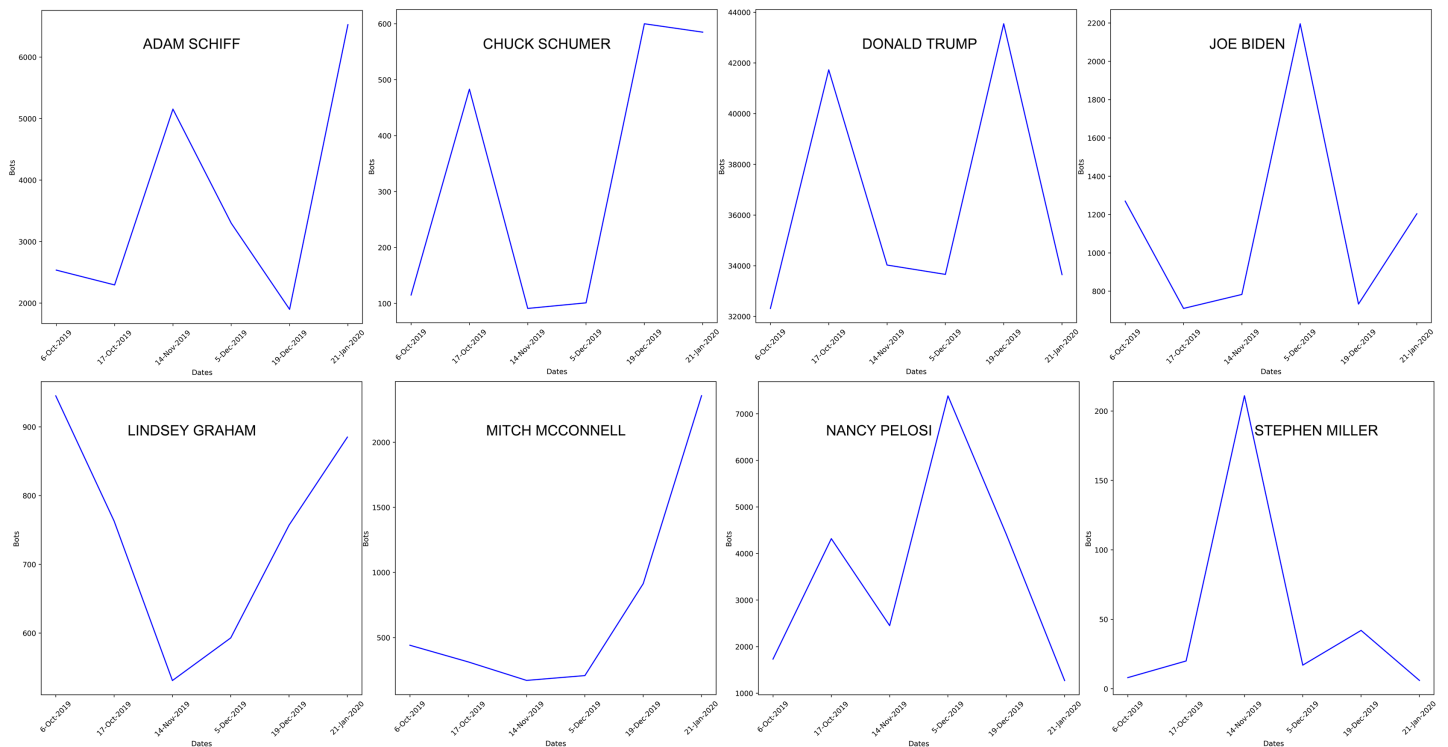 ADAM SCHIFF
6000
5000
4000
3000
2000
Bots
6-Oct-2019
17-Oct-2019
14-Nov-2019
5-Dec-2019
19-Dec-2019
21-Jan-2020
Dates
CHUCK SCHUMER
600
500
400
300
200
100
Bots
6-Oct-2019
17-Oct-2019
14-Nov-2019
5-Dec-2019
19-Dec-2019
21-Jan-2020
Dates
DONALD TRUMP
44000
42000
40000
38000
36000
34000
32000
Bots
6-Oct-2019
17-Oct-2019
14-Nov-2019
5-Dec-2019
19-Dec-2019
21-Jan-2020
Dates
JOE BIDEN
2200
2000
1800
1600
1400
1200
1000
800
Bots
6-Oct-2019
17-Oct-2019
14-Nov-2019
5-Dec-2019
19-Dec-2019
21-Jan-2020
Dates
LINDSEY GRAHAM
900
800
700
600
Bots
6-Oct-2019
17-Oct-2019
14-Nov-2019
5-Dec-2019
19-Dec-2019
21-Jan-2020
Dates
MITCH MCCONNELL
2000
1500
1000
500
Bots
6-Oct-2019
17-Oct-2019
14-Nov-2019
5-Dec-2019
19-Dec-2019
21-Jan-2020
Dates
NANCY PELOSI
7000
6000
5000
4000
3000
2000
1000
Bots
6-Oct-2019
17-Oct-2019
14-Nov-2019
5-Dec-2019
19-Dec-2019
21-Jan-2020
Dates
STEPHEN MILLER
200
150
100
50
0
Bots
6-Oct-2019
17-Oct-2019
14-Nov-2019
5-Dec-2019
19-Dec-2019
21-Jan-2020
Dates